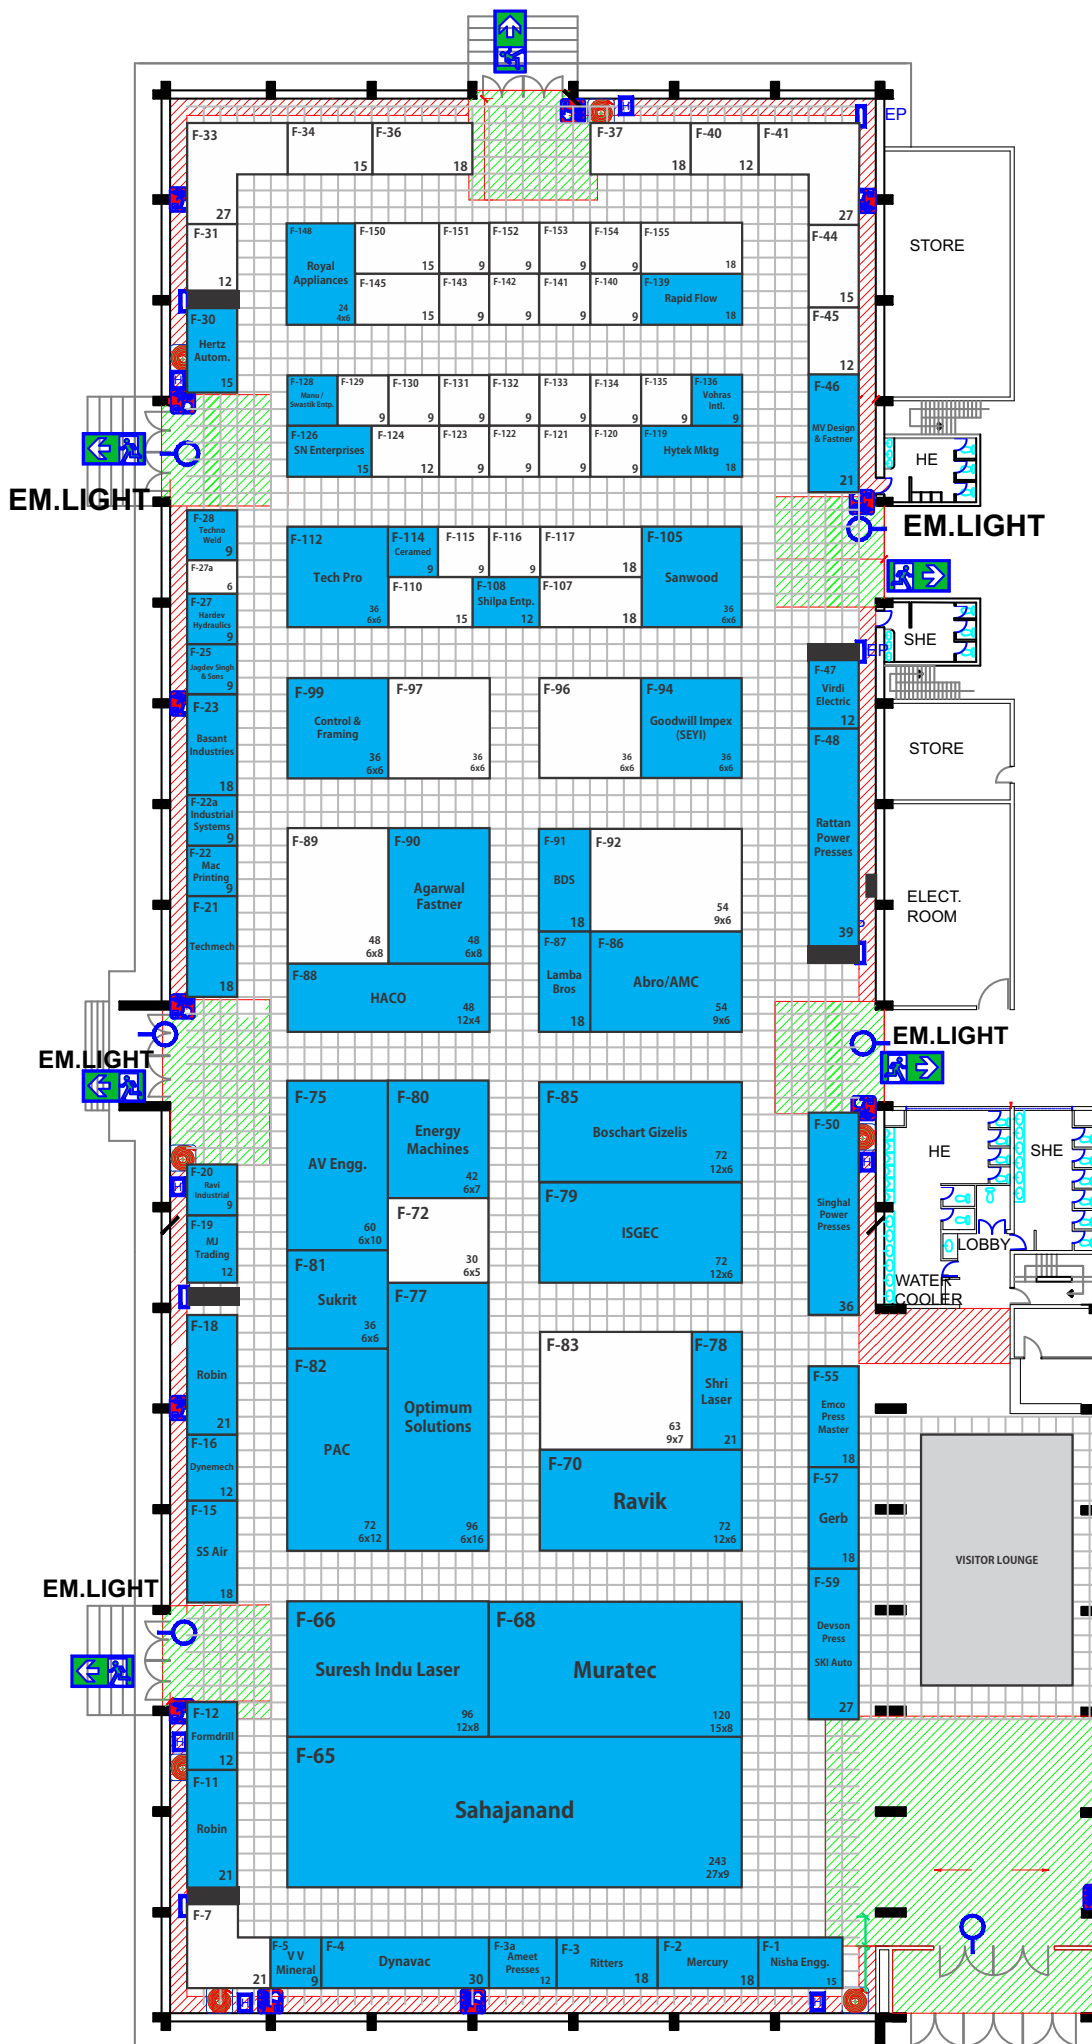 EP
F-33
27
F-34
15
F-36
18
F-37
18
F-40
12
F-41
27
STORE
F-31
12
F-148
Royal
Appliances
24
4x6
F-150
15
F-151
9
F-152
9
F-153
9
F-154
9
F-155
18
F-145
15
F-143
9
F-142
9
F-141
9
F-140
9
F-139
Rapid Flow
18
F-44
15
F-45
12
F-30
Hertz
Autom.
15
H
F-128
Mano /
Swastik Entp.
F-129
9
F-130
9
F-131
9
F-132
9
F-133
9
F-134
9
F-135
9
F-136
Vohras
Intl.
9
F-126
SN Enterprises
15
F-124
12
F-123
9
F-122
9
F-121
9
F-120
9
F-119
Hytek Mktg
18
F-46
MV Design
& Fastner
21
HE
EM.LIGHT
EM.LIGHT
F-28
Techno
Weld
9
F-27a
6
F-27
Hardev
Hydraulics
9
F-25
Jagdev Singh
& Sons
9
F-112
Tech Pro
36
6x6
F-114
Ceramed
9
F-115
9
F-116
9
F-117
18
F-110
15
F-108
Shilpa Entp.
12
F-107
18
F-105
Sanwood
36
6x6
SHE
EP
F-47
Virdi
Electric
12
F-23
Basant
Industries
18
F-99
Control &
Framing
36
6x6
F-97
36
6x6
F-96
36
6x6
F-94
Goodwill Impex
(SEYI)
36
6x6
F-48
Rattan
Power
Presses
39
STORE
F-22a
Industrial
Systems
9
F-22
Mac
Printing
9
F-21
Techmech
18
F-89
48
6x8
F-90
Agarwal
Fastner
48
6x8
F-91
BDS
18
F-92
54
9x6
ELECT.
ROOM
F-88
HACO
48
12x4
F-87
Lamba
Bros
18
F-86
Abro/AMC
54
9x6
EM.LIGHT
EM.LIGHT
F-75
AV Engg.
60
6x10
F-80
Energy
Machines
42
6x7
F-85
Boschart Gizelis
72
12x6
F-50
Singhal
Power
Presses
36
HE
SHE
LOBBY
WATER
COOLER
F-20
Ravi
Industrial
9
F-19
MJ
Trading
12
F-72
30
6x5
F-79
ISGEC
72
12x6
F-81
Sukrit
36
6x6
F-77
Optimum
Solutions
96
6x16
F-18
Robin
21
F-16
Dynemech
12
F-15
SS Air
18
F-82
PAC
72
6x12
F-83
63
9x7
F-78
Shri
Laser
21
F-70
Ravik
72
12x6
F-55
Emco
Press
Master
18
F-57
Gerb
18
F-59
Devson
Press
SKI Auto
27
VISITOR LOUNGE
EM.LIGHT
F-66
Suresh Indu Laser
96
12x8
F-68
Muratec
120
15x8
F-12
Formdrill
12
F-11
Robin
21
F-65
Sahajanand
243
27x9
F-7
21
F-5
V V
Mineral
9
F-4
Dynavac
30
F-3a
Ameet
Presses
12
F-3
Ritters
18
F-2
Mercury
18
F-1
Nisha Engg.
15